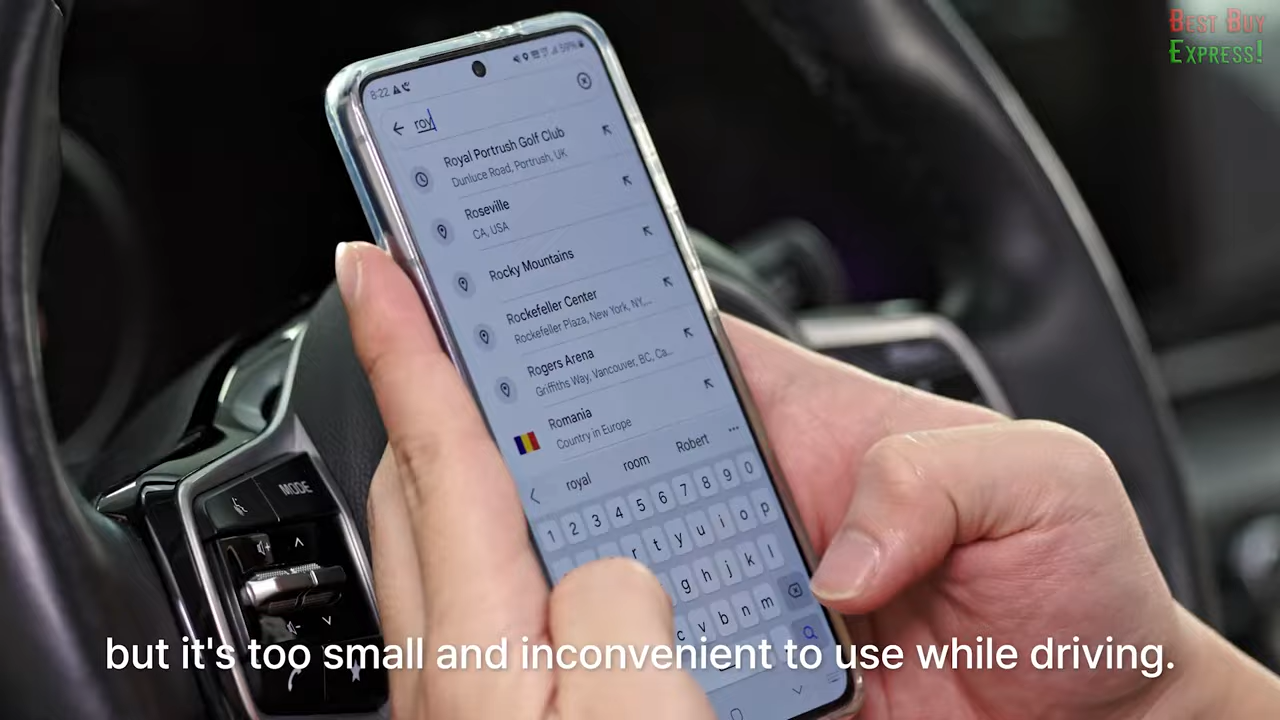 BEST BUY
EXPRESS!
8:22
59%
roy
Royal Portrush Golf Club
Dunluce Road, Portrush, UK
Roseville
CA, USA
Rocky Mountains
Rockefeller Center
Rockefeller Plaza, New York, NY,...
Rogers Arena
Griffiths Way, Vancouver, BC, Ca...
Romania
Country in Europe
royal room Robert
1 2 3 4 5 6 7 8 9 0
r t y u i o p
g h j k l
c v b n m
MODE
but it's too small and inconvenient to use while driving.